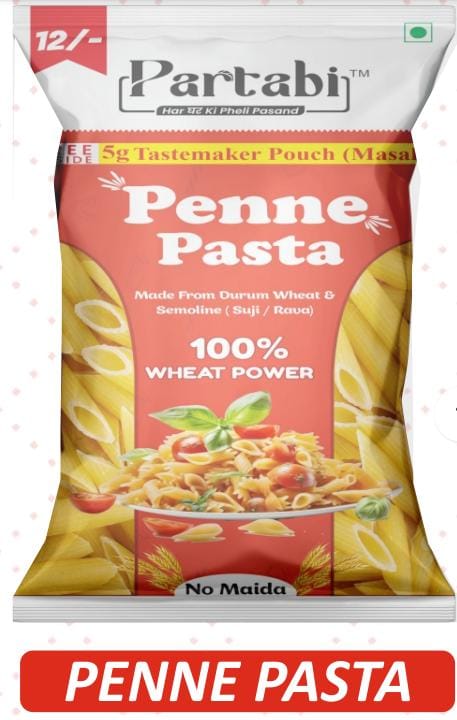 12/-
Partabi™
Har घर Ki Pheli Pasand
5g Tastemaker Pouch
Penne
Pasta
Made From Durum Wheat &
Semoline ( Suji / Rava)
100%
WHEAT POWER
No Maida
PENNE PASTA